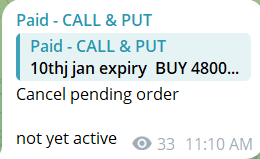 Paid - CALL & PUT
Paid - CALL & PUT
10thj jan expiry  BUY 4800...
Cancel pending order

not yet active
33 11:10 AM